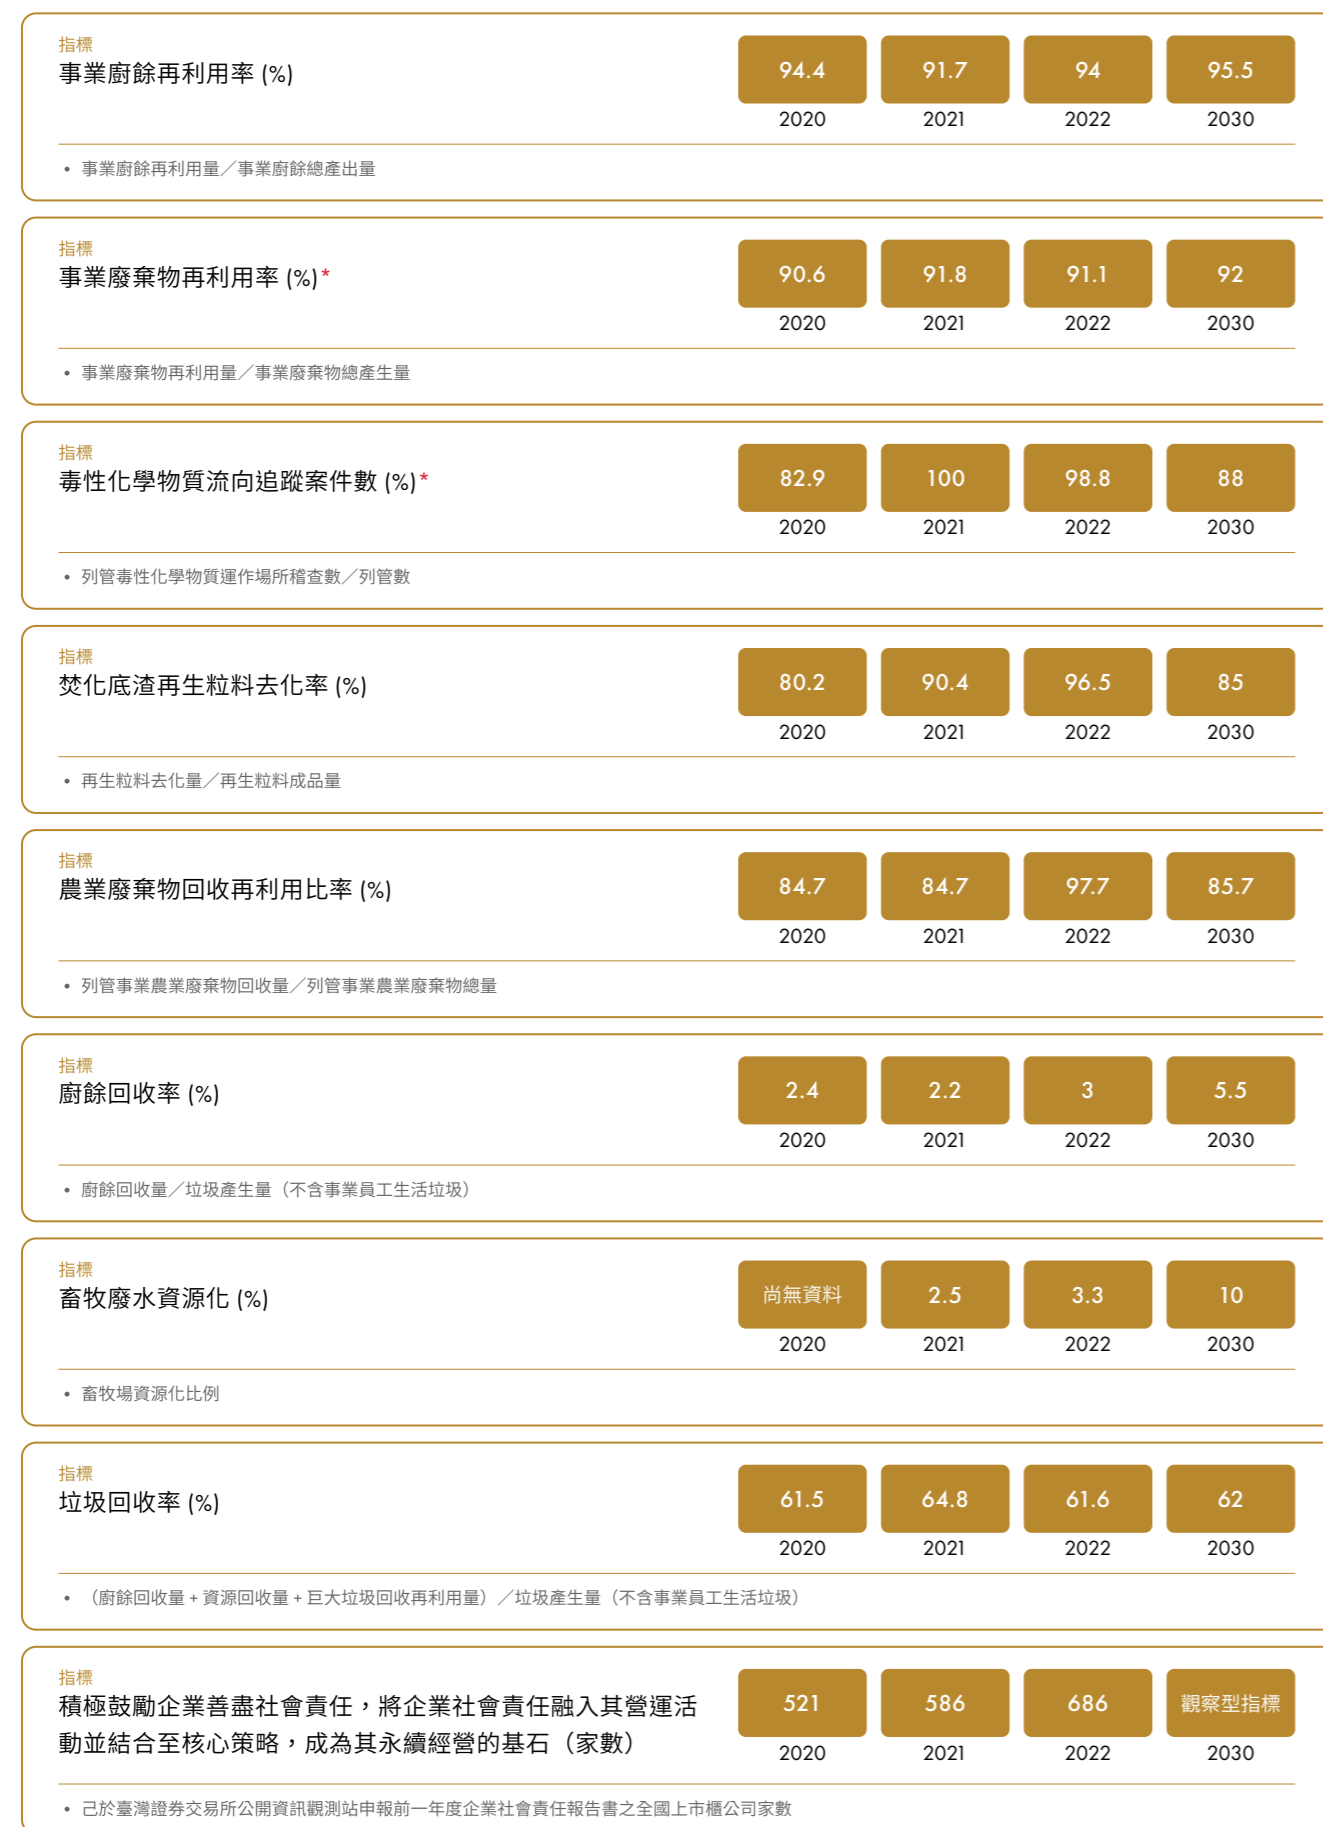 指標
事業廚餘再利用率 (%)
94.4
91.7
94
95.5
2020
2021
2022
2030
• 事業廚餘再利用量／事業廚餘總產出量
指標
事業廢棄物再利用率 (%)*
90.6
91.8
91.1
92
2020
2021
2022
2030
• 事業廢棄物再利用量／事業廢棄物總產生量
指標
毒性化學物質流向追蹤案件數 (%)*
82.9
100
98.8
88
2020
2021
2022
2030
• 列管毒性化學物質運作場所稽查數／列管數
指標
焚化底渣再生粒料去化率 (%)
80.2
90.4
96.5
85
2020
2021
2022
2030
• 再生粒料去化量／再生粒料成品量
指標
農業廢棄物回收再利用比率 (%)
84.7
84.7
97.7
85.7
2020
2021
2022
2030
• 列管事業農業廢棄物回收量／列管事業農業廢棄物總量
指標
廚餘回收率 (%)
2.4
2.2
3
5.5
2020
2021
2022
2030
• 廚餘回收量／垃圾產生量（不含事業員工生活垃圾）
指標
畜牧廢水資源化 (%)
尚無資料
2.5
3.3
10
2020
2021
2022
2030
• 畜牧場資源化比例
指標
垃圾回收率 (%)
61.5
64.8
61.6
62
2020
2021
2022
2030
• （廚餘回收量 + 資源回收量 + 巨大垃圾回收再利用量）／垃圾產生量（不含事業員工生活垃圾）
指標
積極鼓勵企業善盡社會責任，將企業社會責任融入其營運活
動並結合至核心策略，成為其永續經營的基石（家數）
521
586
686
觀察型指標
2020
2021
2022
2030
• 己於臺灣證券交易所公開資訊觀測站申報前一年度企業社會責任報告書之全國上市櫃公司家數